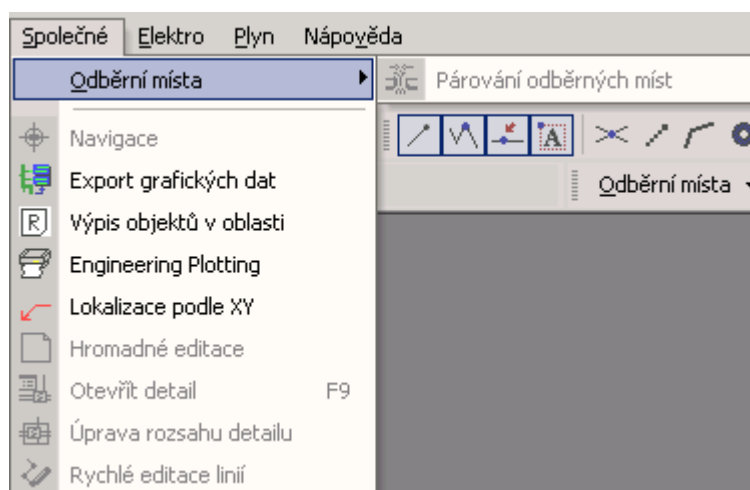 Společné Elektro Plyn Nápověda
Odběrní místa Párování odběrných míst
Navigace
Export grafických dat
Odběrní místa
Výpis objektů v oblasti
Engineering Plotting
Lokalizace podle XY
Hromadné editace
Otevřít detail F9
Úprava rozsahu detailu
Rychlé editace linií